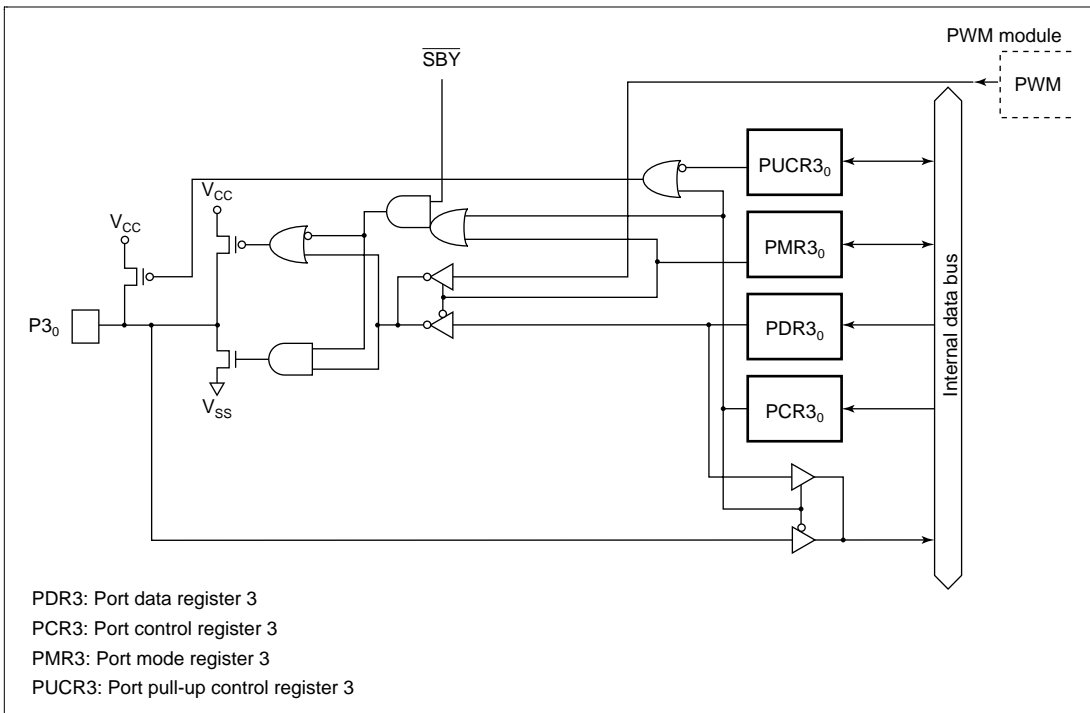 PWM module
SBY
PWM
PUCR3₀
V_CC
V_CC
PMR3₀
P3₀
PDR3₀
V_SS
PCR3₀
Internal data bus
PDR3: Port data register 3
PCR3: Port control register 3
PMR3: Port mode register 3
PUCR3: Port pull-up control register 3